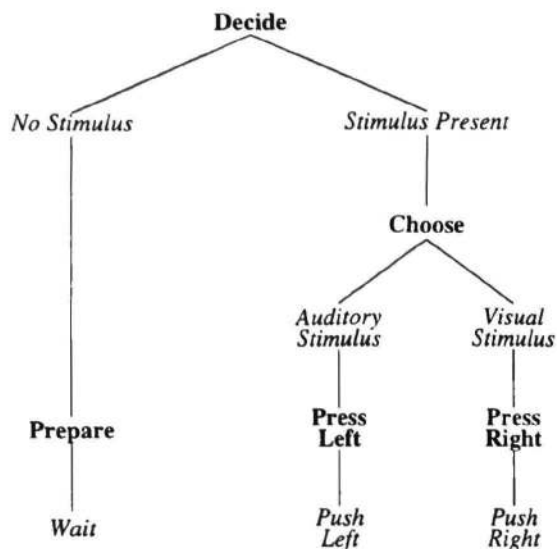 Decide
No Stimulus
Stimulus Present
Choose
Auditory
Stimulus
Visual
Stimulus
Prepare
Press
Left
Press
Right
Wait
Push
Left
Push
Right